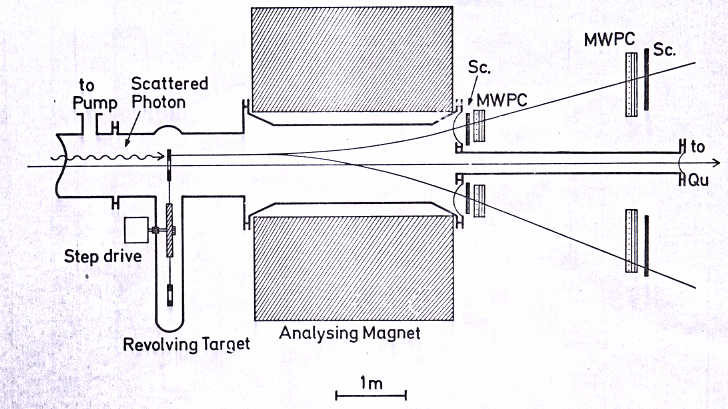 MWPC
Sc.
Sc.
MWPC
to
Pump
Scattered
Photon
to
Qu
Step drive
Revolving Target
Analysing Magnet
1m